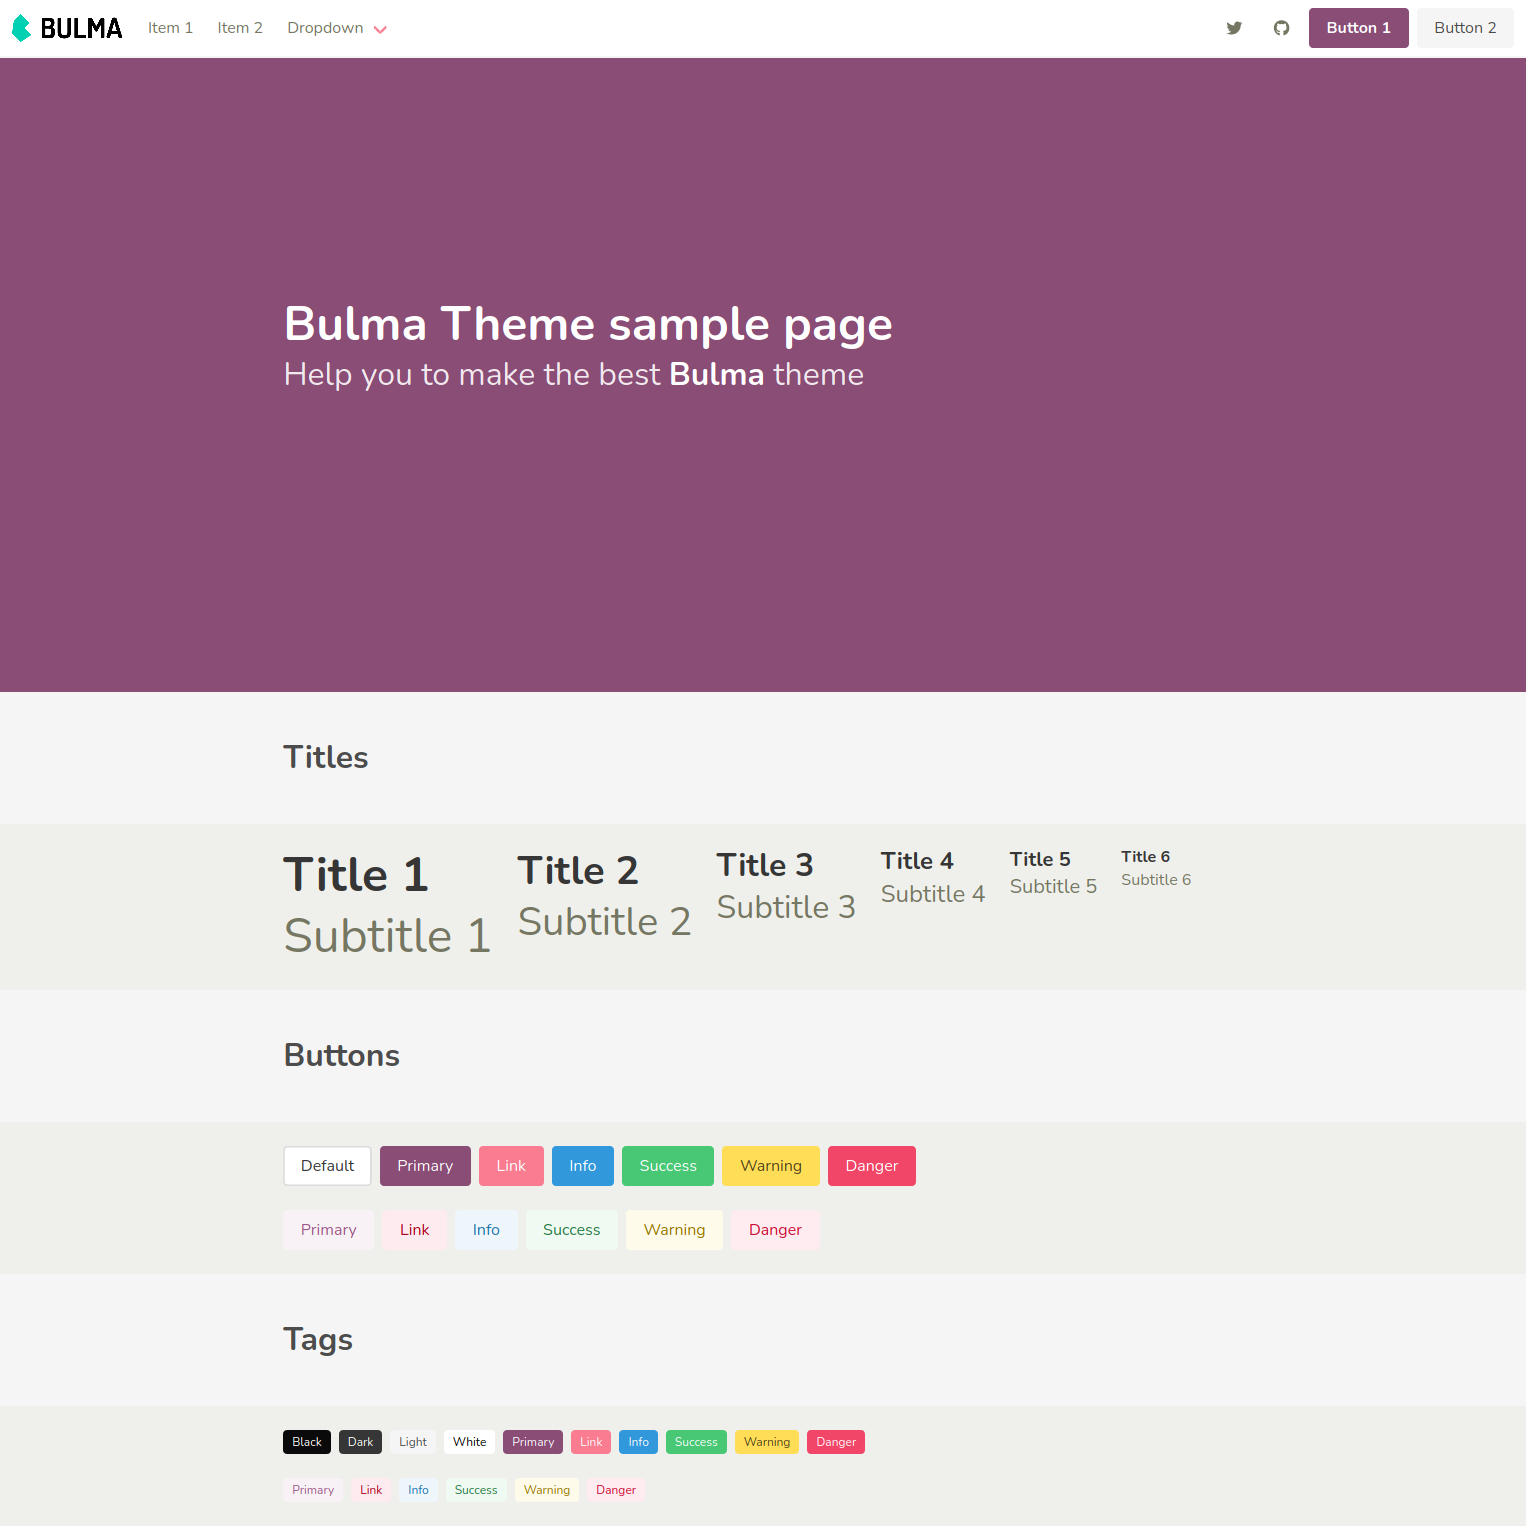 BULMA Item 1 Item 2 Dropdown Button 1 Button 2
Bulma Theme sample page
Help you to make the best Bulma theme
Titles
Title 1 Title 2 Title 3 Title 4 Title 5 Title 6
Subtitle 1 Subtitle 2 Subtitle 3 Subtitle 4 Subtitle 5 Subtitle 6
Buttons
Default Primary Link Info Success Warning Danger
Primary Link Info Success Warning Danger
Tags
Black Dark Light White Primary Link Info Success Warning Danger
Primary Link Info Success Warning Danger